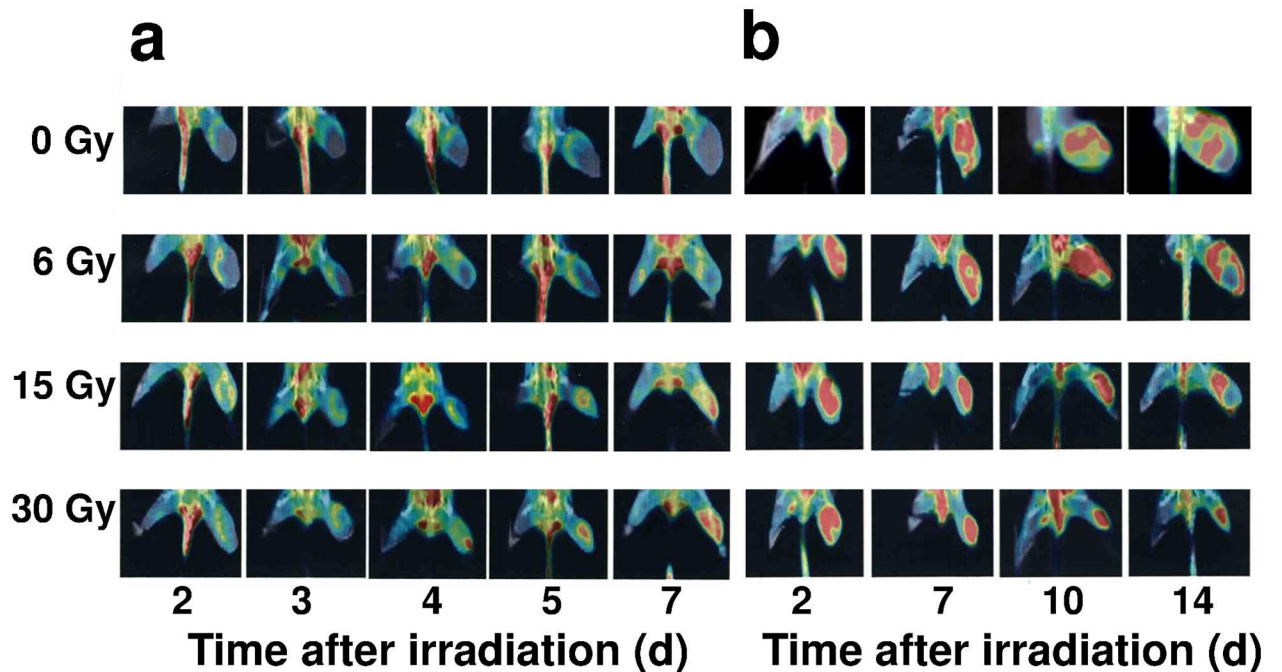 a b
0 Gy
6 Gy
15 Gy
30 Gy
2 3 4 5 7 2 7 10 14
Time after irradiation (d) Time after irradiation (d)